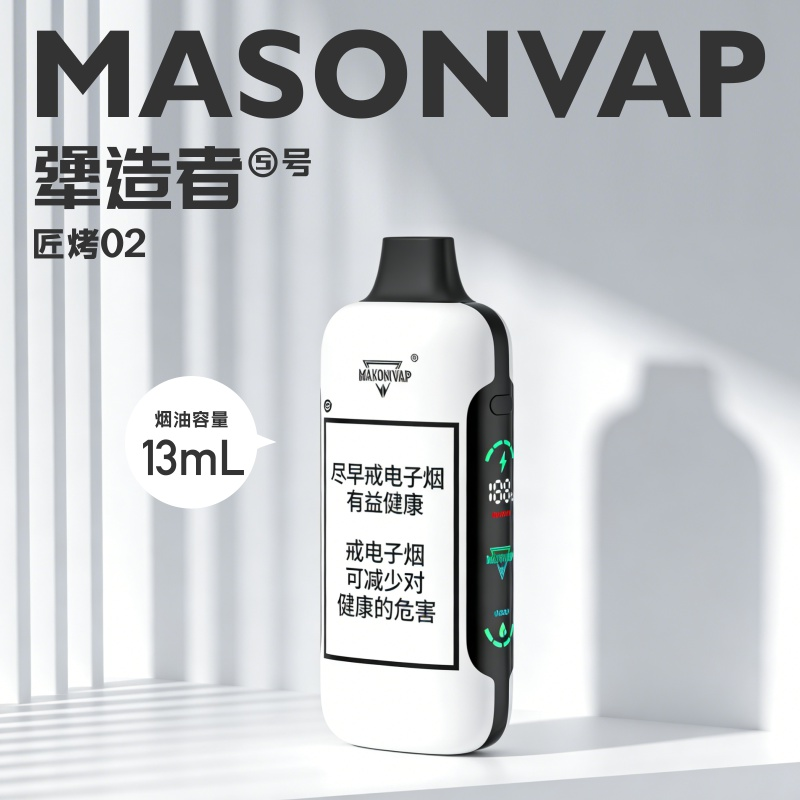 MASONVAP
犟造者⑤号
匠烤02
烟油容量
13mL
MAKONIVAP
尽早戒电子烟
有益健康
戒电子烟
可减少对
健康的危害
188